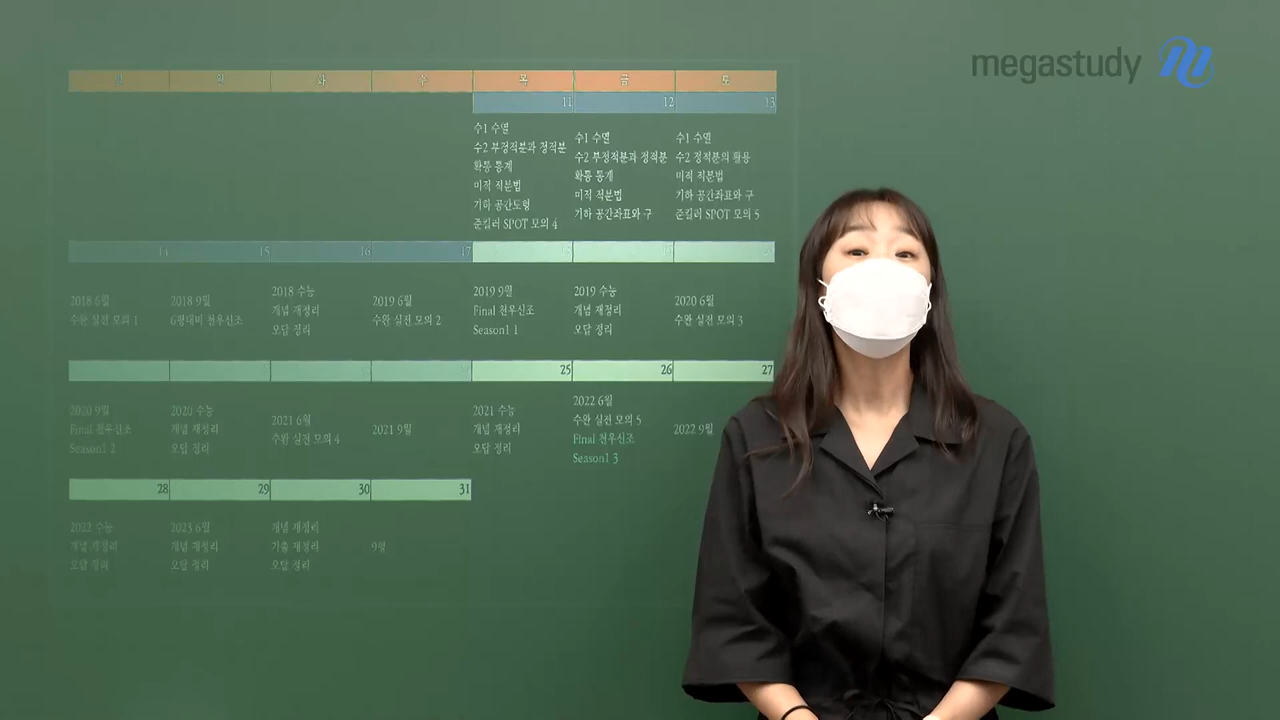 megastudy
일 월 화 수 목 금 토
11 12 13
수1 수열
수2 부정적분과 정적분
확통 통계
미적 적분법
기하 공간도형
준킬러 SPOT 모의 4
수1 수열
수2 부정적분과 정적분
확통 통계
미적 적분법
기하 공간좌표와 구
수1 수열
수2 정적분의 활용
미적 적분법
기하 공간좌표와 구
준킬러 SPOT 모의 5
14 15 16 17
2018 6월
수완 실전 모의 1
2018 9월
6평대비 전우신조
2018 수능
개념 재정리
오답 정리
2019 6월
수완 실전 모의 2
2019 9월
Final 전우신조
Season1 1
2019 수능
개념 재정리
오답 정리
2020 6월
수완 실전 모의 3
25 26 27
2020 9월
Final 전우신조
Season1 2
2020 수능
개념 재정리
오답 정리
2021 6월
수완 실전 모의 4
2021 9월
2021 수능
개념 재정리
오답 정리
2022 6월
수완 실전 모의 5
Final 전우신조
Season1 3
2022 9월
28 29 30 31
2022 수능
개념 재정리
오답 정리
2023 6월
개념 재정리
오답 정리
개념 재정리
기출 재정리
오답 정리
9평